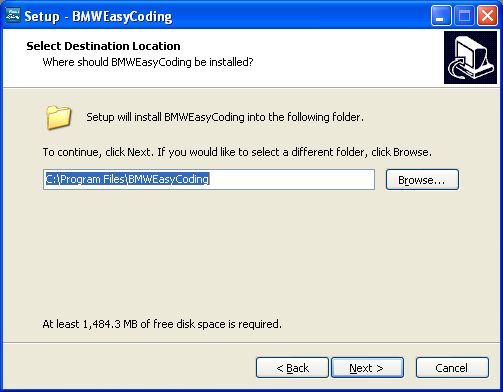 Setup - BMWEasyCoding
Select Destination Location
Where should BMWEasyCoding be installed?
Setup will install BMWEasyCoding into the following folder.
To continue, click Next. If you would like to select a different folder, click Browse.
C:\Program Files\BMWEasyCoding
Browse...
At least 1,484.3 MB of free disk space is required.
< Back
Next >
Cancel